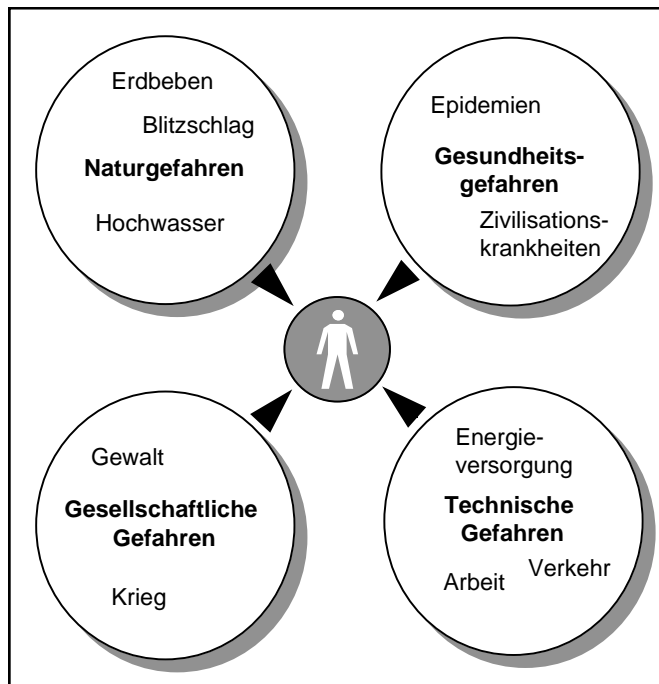 Erdbeben
Blitzschlag
Naturgefahren
Hochwasser
Epidemien
Gesundheits-
gefahren
Zivilisations-
krankheiten
Gewalt
Gesellschaftliche
Gefahren
Krieg
Energie-
versorgung
Technische
Gefahren
Verkehr
Arbeit